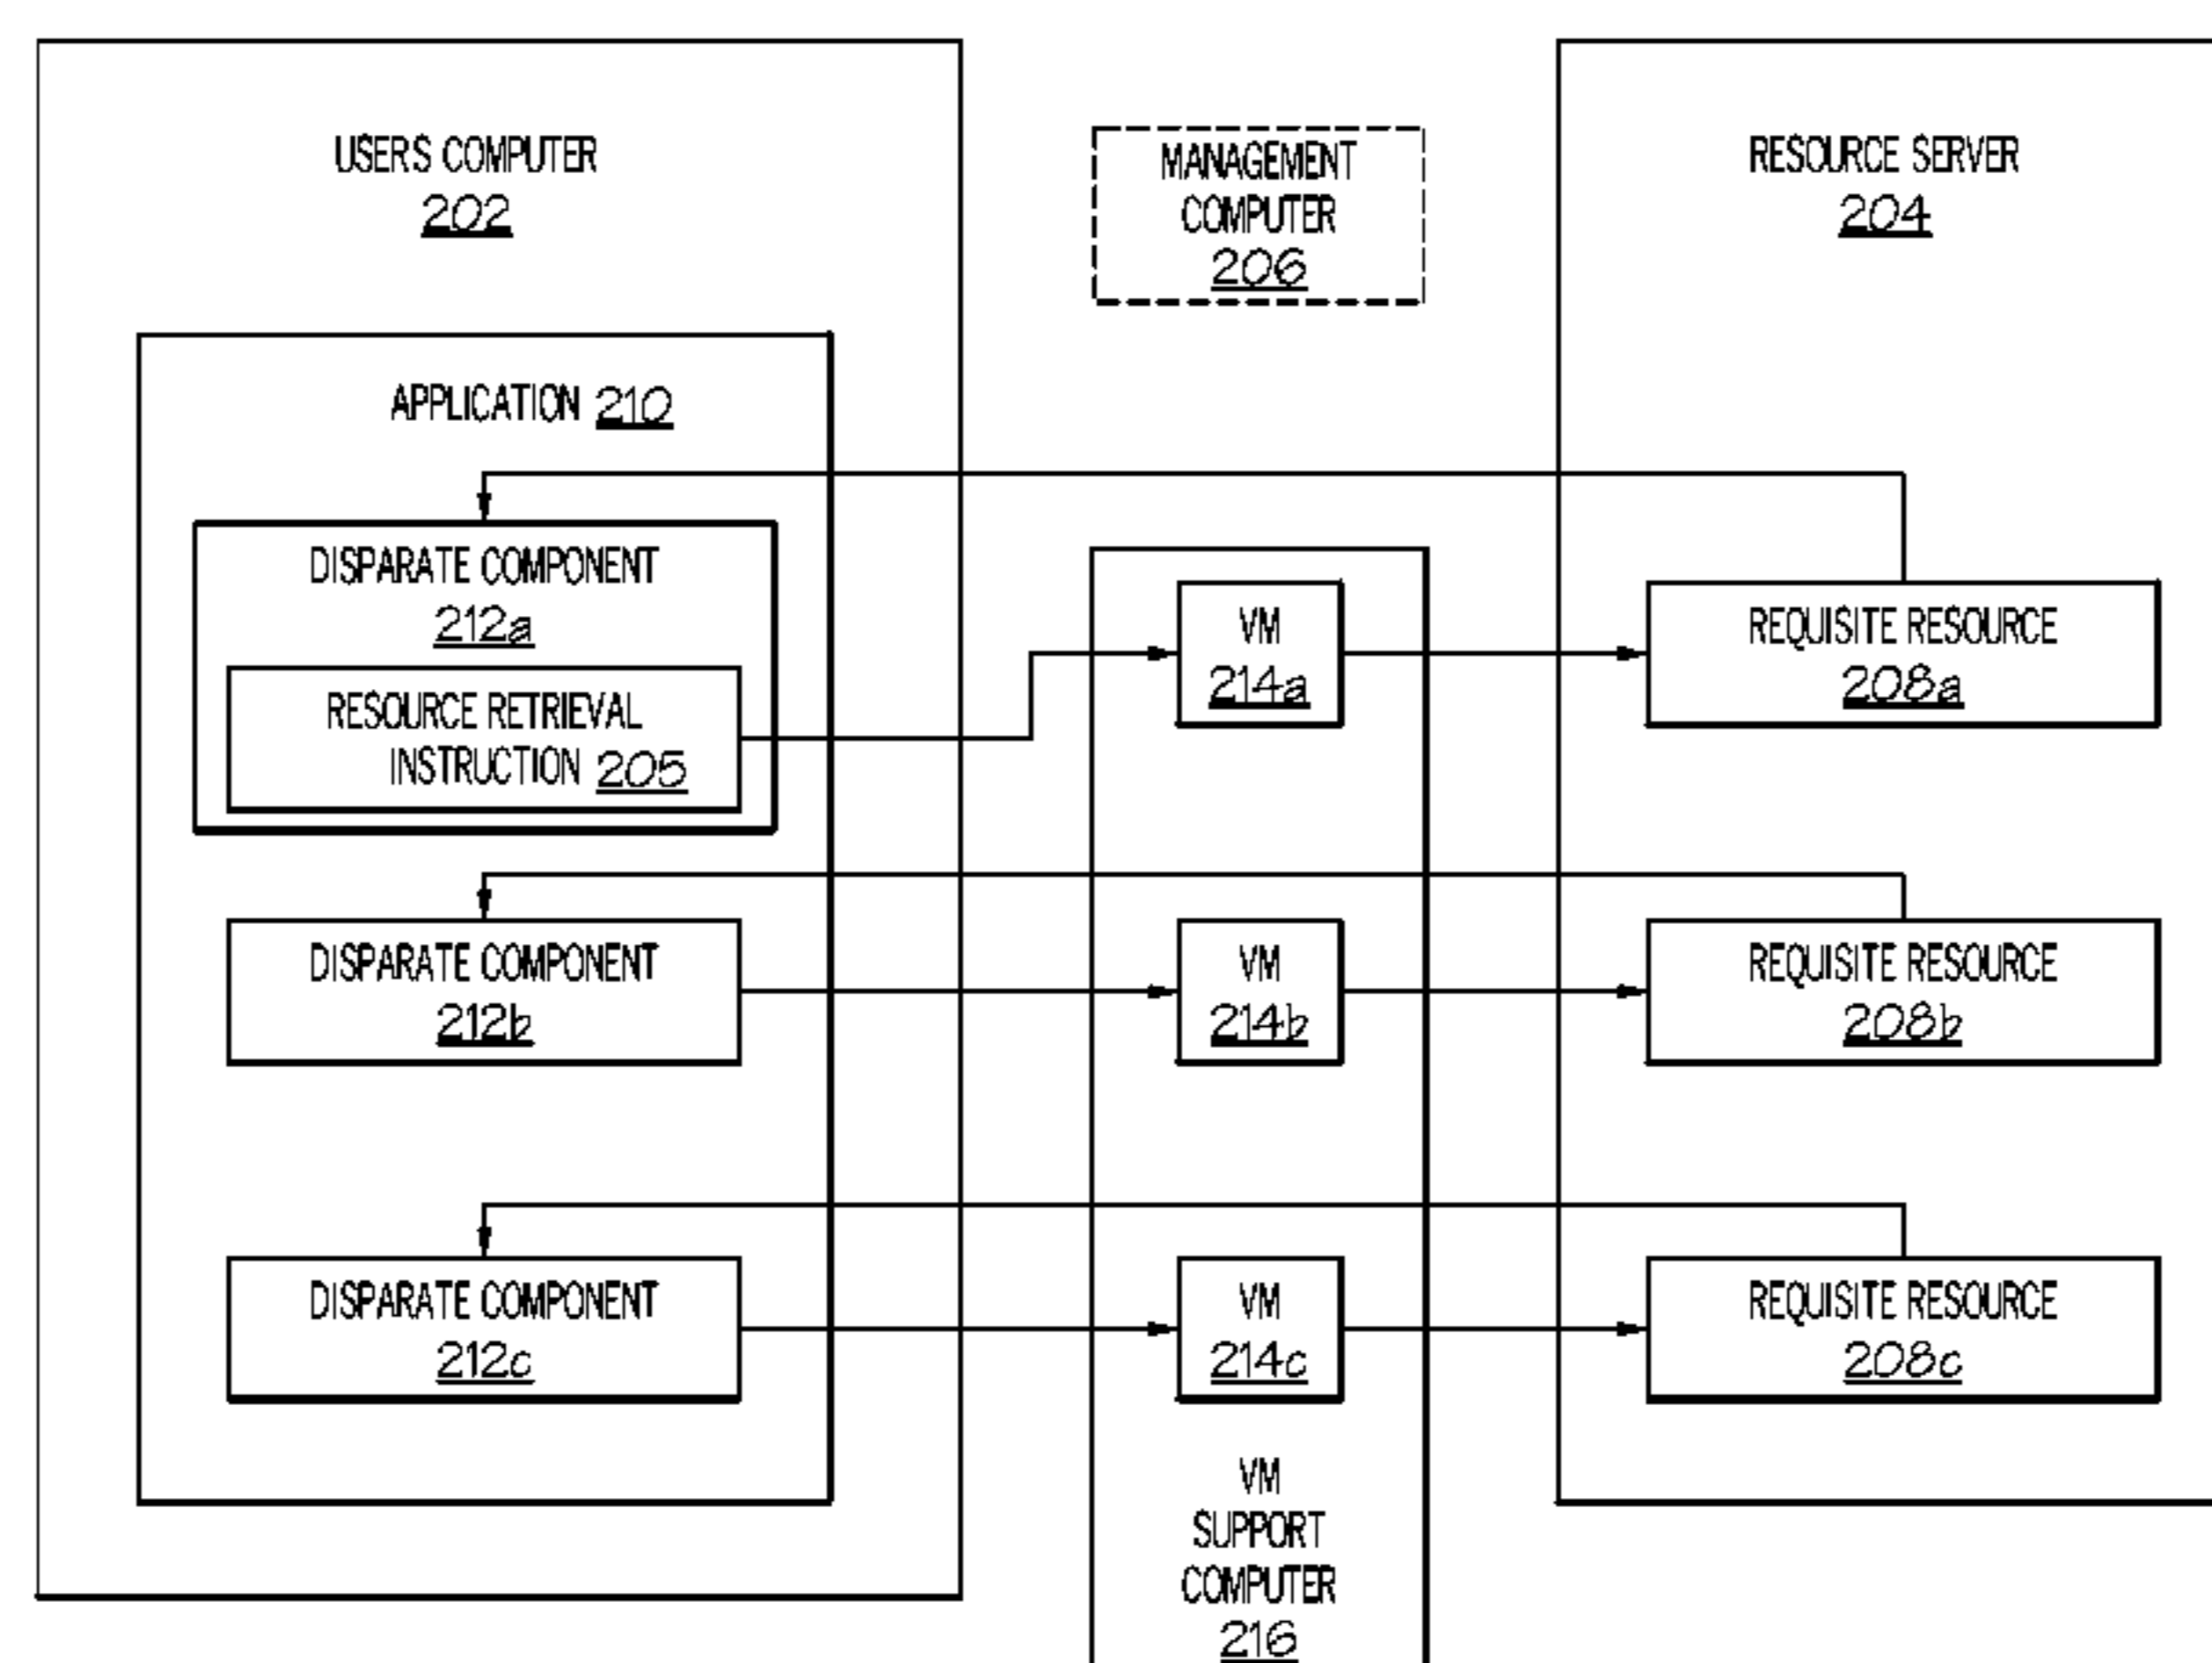 USERS COMPUTER
202
MANAGEMENT
COMPUTER
206
RESOURCE SERVER
204
APPLICATION 210
DISPARATE COMPONENT
212a
RESOURCE RETRIEVAL
INSTRUCTION 205
VM
214a
REQUISITE RESOURCE
208a
DISPARATE COMPONENT
212b
VM
214b
REQUISITE RESOURCE
208b
DISPARATE COMPONENT
212c
VM
214c
REQUISITE RESOURCE
208c
VM
SUPPORT
COMPUTER
216